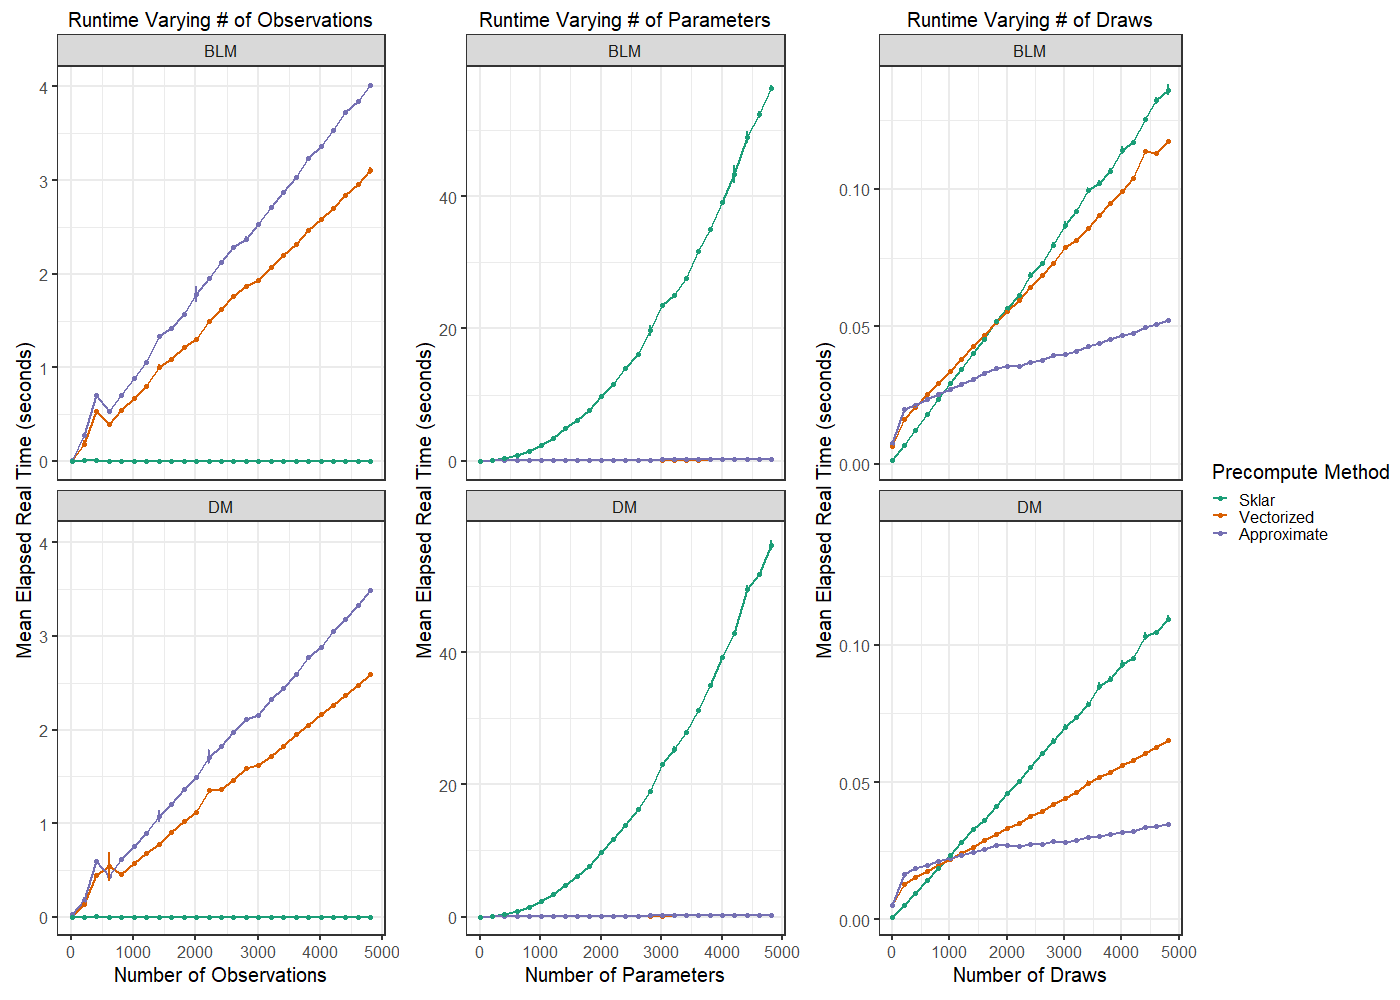 Runtime Varying # of Observations
BLM
4
3
2
1
0
DM
4
3
2
1
0
0 1000 2000 3000 4000 5000
Number of Observations
Mean Elapsed Real Time (seconds)
Runtime Varying # of Parameters
BLM
40
20
0
DM
40
20
0
0 1000 2000 3000 4000 5000
Number of Parameters
Mean Elapsed Real Time (seconds)
Runtime Varying # of Draws
BLM
0.10
0.05
0.00
DM
0.10
0.05
0.00
0 1000 2000 3000 4000 5000
Number of Draws
Mean Elapsed Real Time (seconds)
Precompute Method
Sklar
Vectorized
Approximate